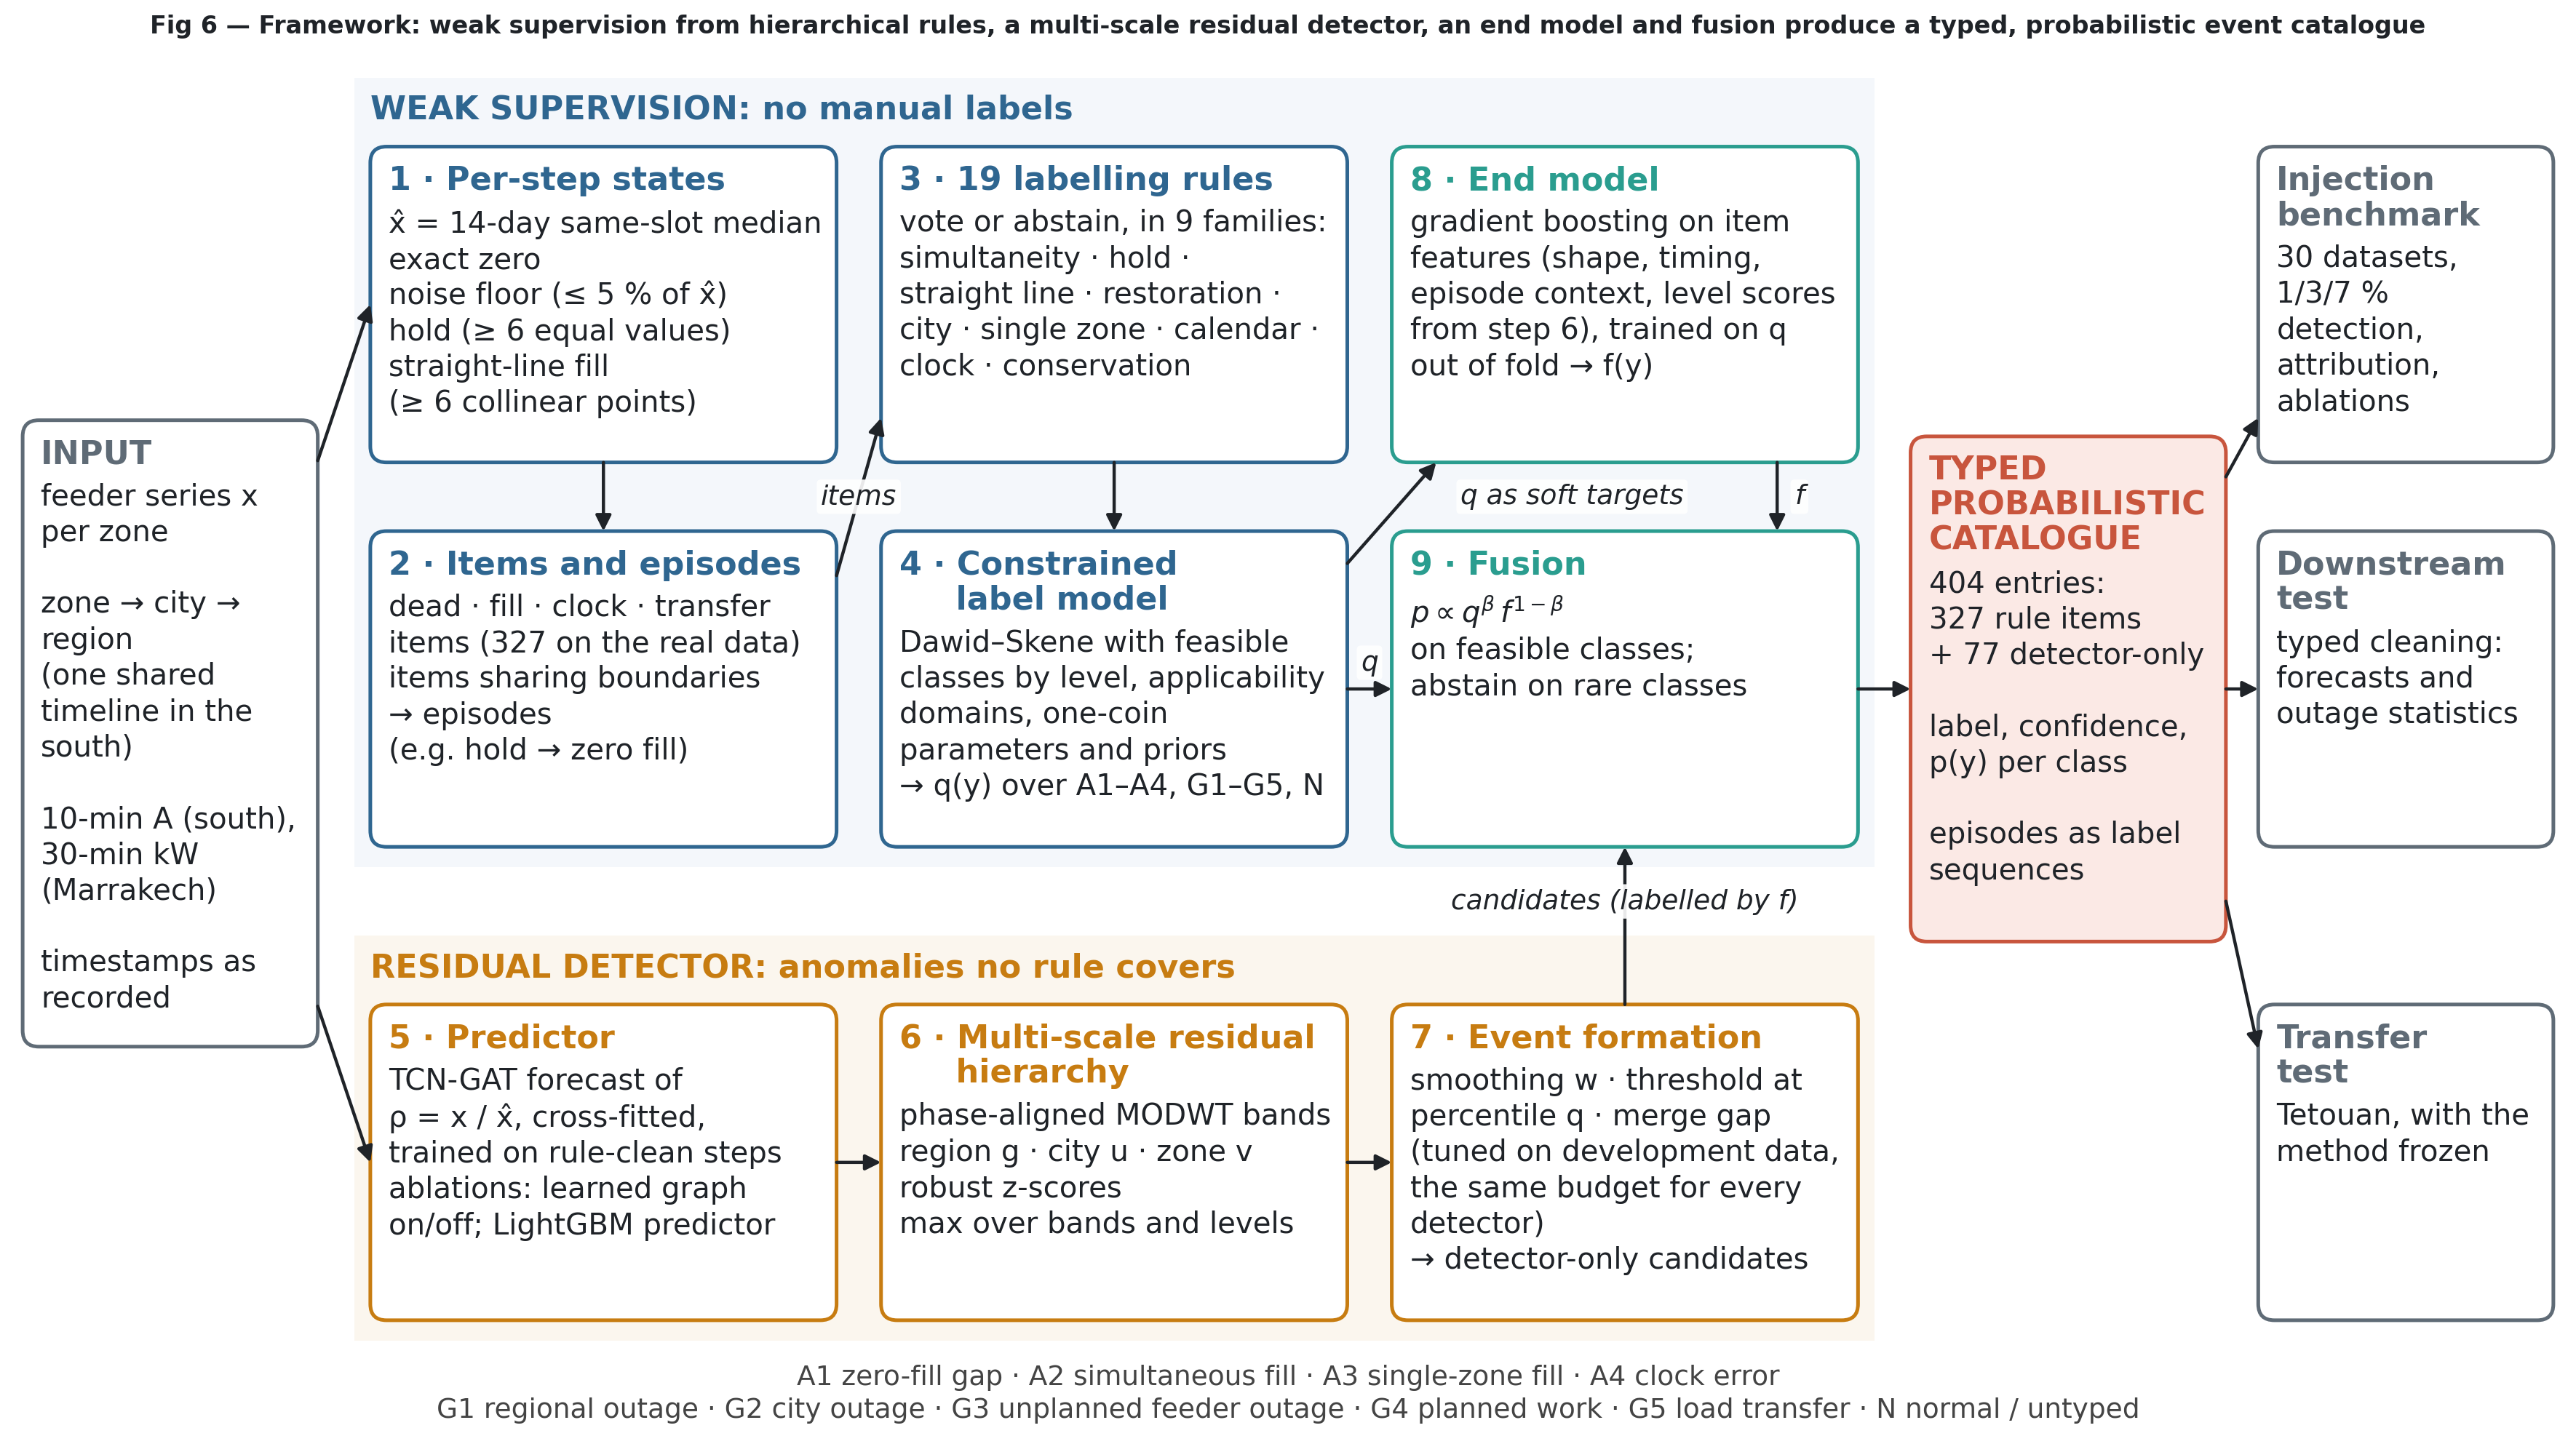 Fig 6 — Framework: weak supervision from hierarchical rules, a multi-scale residual detector, an end model and fusion produce a typed, probabilistic event catalogue
INPUT
feeder series x
per zone
zone → city →
region
(one shared
timeline in the
south)
10-min A (south),
30-min kW
(Marrakech)
timestamps as
recorded
WEAK SUPERVISION: no manual labels
1 · Per-step states
x̂ = 14-day same-slot median
exact zero
noise floor (≤ 5 % of x̂)
hold (≥ 6 equal values)
straight-line fill
(≥ 6 collinear points)
2 · Items and episodes
dead · fill · clock · transfer
items (327 on the real data)
items sharing boundaries
→ episodes
(e.g. hold → zero fill)
items
3 · 19 labelling rules
vote or abstain, in 9 families:
simultaneity · hold ·
straight line · restoration ·
city · single zone · calendar ·
clock · conservation
4 · Constrained
label model
Dawid–Skene with feasible
classes by level, applicability
domains, one-coin
parameters and priors
→ q(y) over A1–A4, G1–G5, N
q as soft targets
q
8 · End model
gradient boosting on item
features (shape, timing,
episode context, level scores
from step 6), trained on q
out of fold → f(y)
f
9 · Fusion
p ∝ q^β f^{1−β}
on feasible classes;
abstain on rare classes
candidates (labelled by f)
RESIDUAL DETECTOR: anomalies no rule covers
5 · Predictor
TCN-GAT forecast of
ρ = x / x̂, cross-fitted,
trained on rule-clean steps
ablations: learned graph
on/off; LightGBM predictor
6 · Multi-scale residual
hierarchy
phase-aligned MODWT bands
region g · city u · zone v
robust z-scores
max over bands and levels
7 · Event formation
smoothing w · threshold at
percentile q · merge gap
(tuned on development data,
the same budget for every
detector)
→ detector-only candidates
TYPED
PROBABILISTIC
CATALOGUE
404 entries:
327 rule items
+ 77 detector-only
label, confidence,
p(y) per class
episodes as label
sequences
Injection
benchmark
30 datasets,
1/3/7 %
detection,
attribution,
ablations
Downstream
test
typed cleaning:
forecasts and
outage statistics
Transfer
test
Tetouan, with the
method frozen
A1 zero-fill gap · A2 simultaneous fill · A3 single-zone fill · A4 clock error
G1 regional outage · G2 city outage · G3 unplanned feeder outage · G4 planned work · G5 load transfer · N normal / untyped